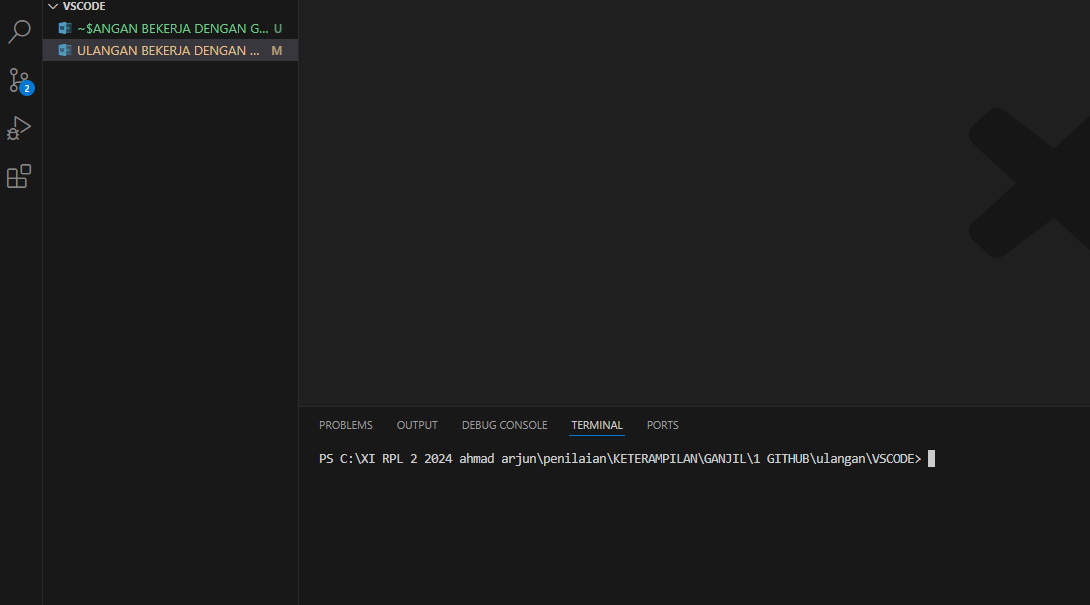 VSCODE
~$ANGAN BEKERJA DENGAN G... U
ULANGAN BEKERJA DENGAN ... M
2
PROBLEMS OUTPUT DEBUG CONSOLE TERMINAL PORTS
PS C:\XI RPL 2 2024 ahmad arjun\penilaian\KETERAMPILAN\GANJIL\1 GITHUB\ulangan\VSCODE>